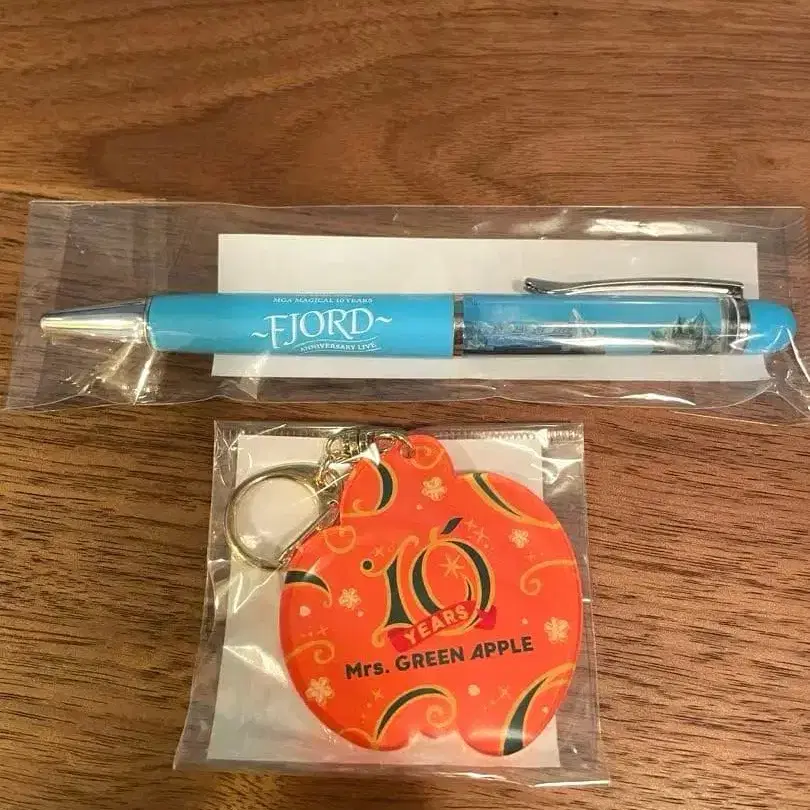 MGA MAGICAL 10 YEARS
~FJORD~
ANNIVERSARY LIVE
10
YEARS
Mrs. GREEN APPLE